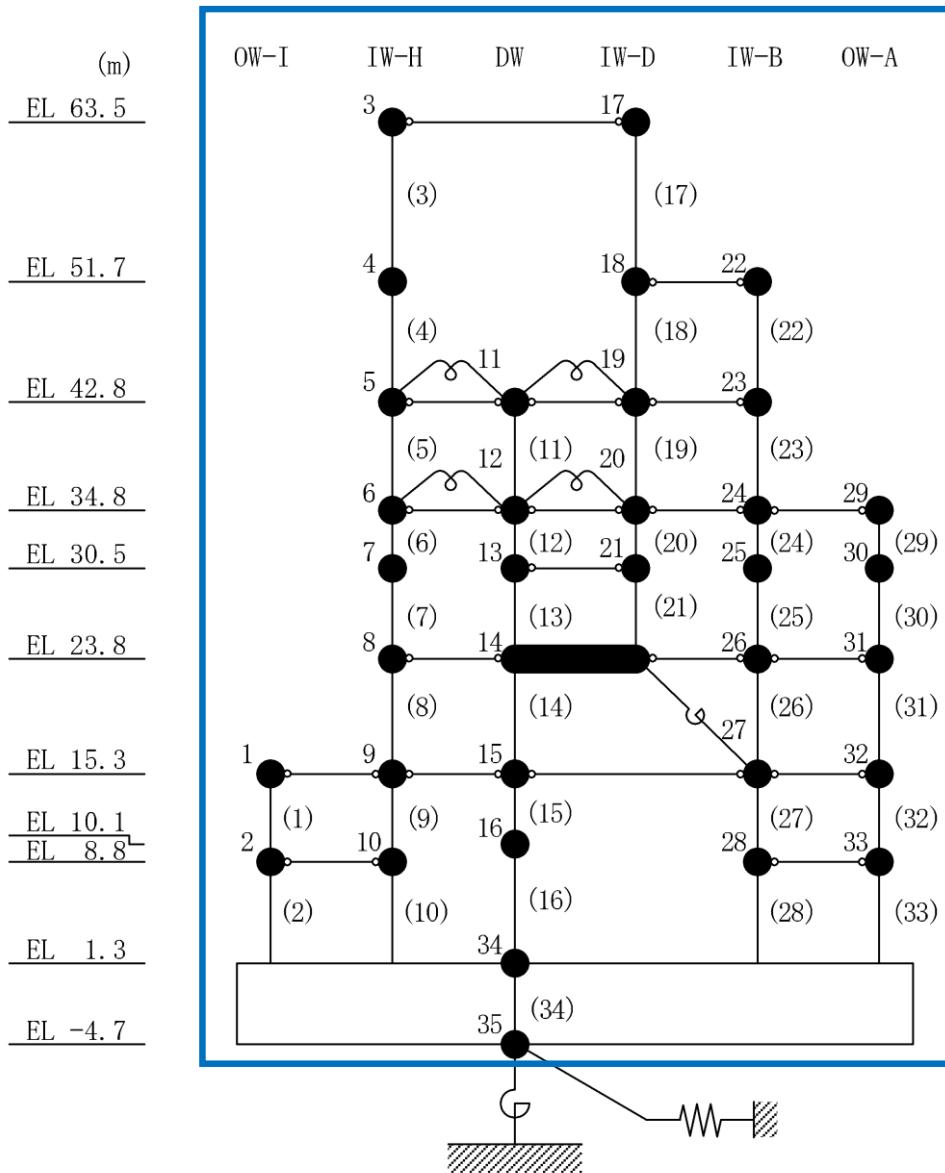 (m) OW-I IW-H DW IW-D IW-B OW-A
EL 63.5 3 17
(3) (17)
EL 51.7 4 18 22
(4) (18) (22)
11 19
EL 42.8 5 23
(5) (11) (19) (23)
12 20
EL 34.8 6 24 29
(6) (12) (20) (24) (29)
EL 30.5 7 13 21 25 30
(7) (13) (21) (25) (30)
EL 23.8 8 14 26 31
(8) (14) (26) (31)
27
EL 15.3 1 9 15 32
(1) (9) (15) (27) (32)
EL 10.1 16
EL 8.8 2 10 28 33
(2) (10) (16) (28) (33)
EL 1.3 34
(34)
EL -4.7 35